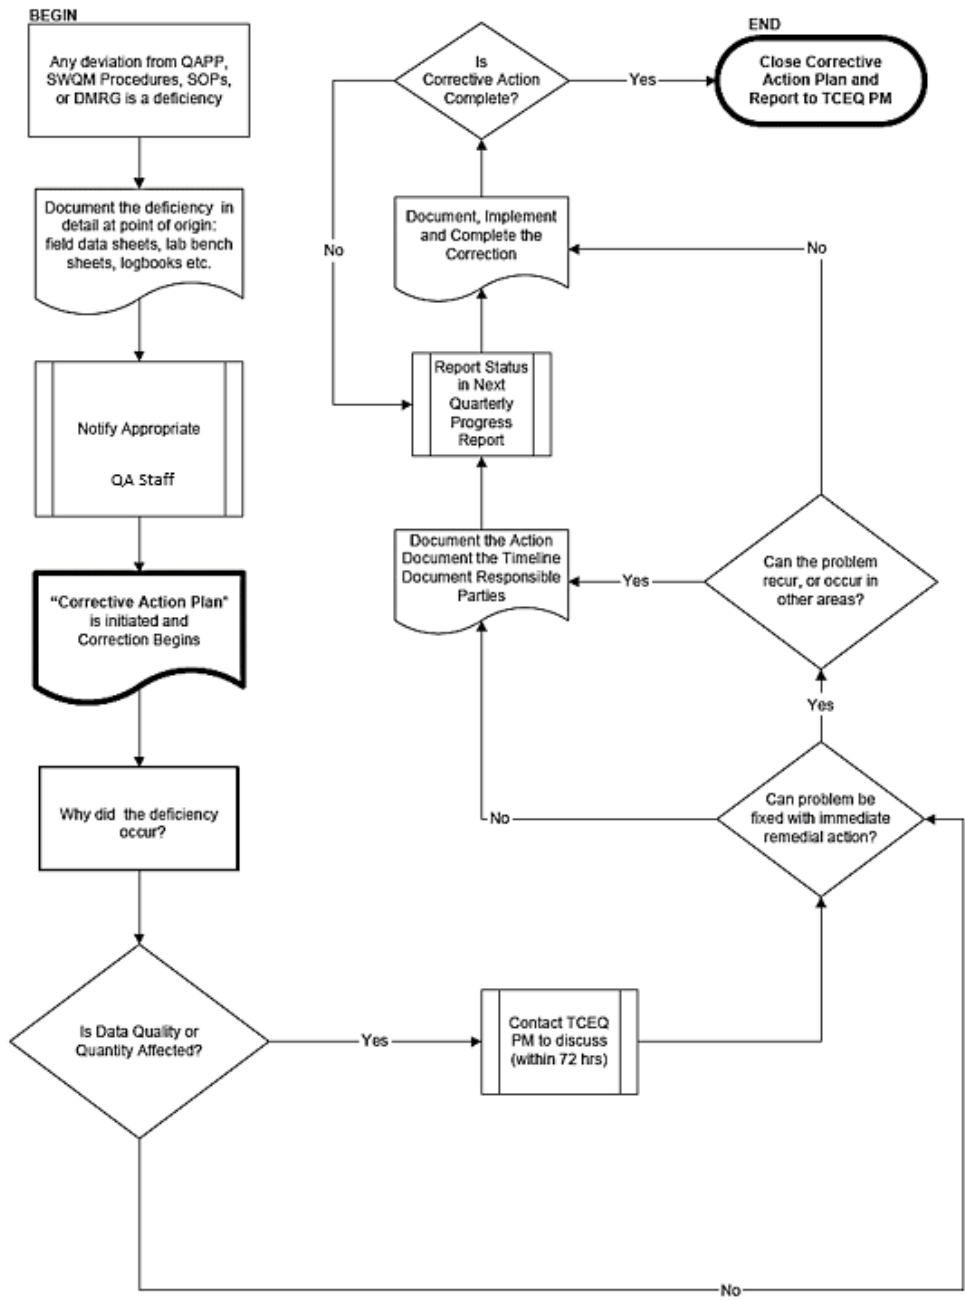 BEGIN
Any deviation from QAPP,
SWQM Procedures, SOPs,
or DMRG is a deficiency
Document the deficiency in
detail at point of origin:
field data sheets, lab bench
sheets, logbooks etc.
Notify Appropriate
QA Staff
“Corrective Action Plan”
is initiated and
Correction Begins
Why did the deficiency
occur?
Is Data Quality or
Quantity Affected?
Yes
No
Contact TCEQ
PM to discuss
(within 72 hrs)
Can problem be
fixed with immediate
remedial action?
No
Yes
Can the problem
recur, or occur in
other areas?
Yes
No
Document the Action
Document the Timeline
Document Responsible
Parties
Report Status
in Next
Quarterly
Progress
Report
Document, Implement
and Complete the
Correction
Is
Corrective Action
Complete?
No
Yes
END
Close Corrective
Action Plan and
Report to TCEQ PM